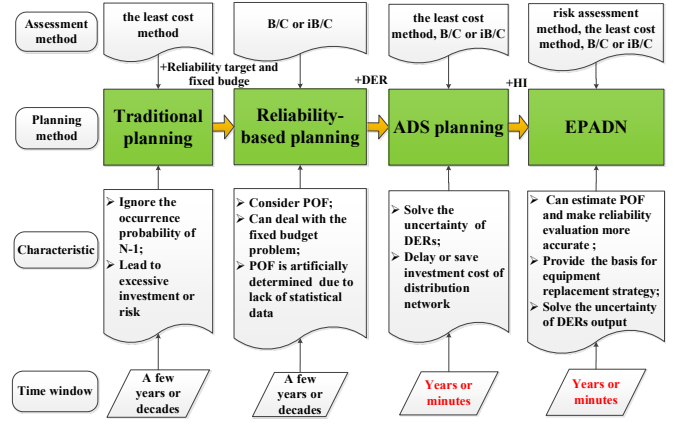 Assessment
method
the least cost
method
B/C or iB/C
the least cost
method, B/C or iB/C
risk assessment
method, the least cost
method, B/C or iB/C
+Reliability target and
fixed budget
+DER
+HI
Planning
method
Traditional
planning
Reliability-
based planning
ADS planning
EPADN
Characteristic
➢ Ignore the
occurrence
probability of
N-1;
➢ Lead to
excessive
investment or
risk
➢ Consider POF;
➢ Can deal with the
fixed budget
problem;
➢ POF is artificially
determined due to
lack of statistical
data
➢ Solve the
uncertainty of
DERs;
➢ Delay or save
investment cost of
distribution
network
➢ Can estimate POF
and make reliability
evaluation more
accurate ;
➢ Provide the basis for
equipment
replacement strategy;
➢ Solve the uncertainty
of DERs output
Time window
A few
years or
decades
A few
years or
decades
Years or
minutes
Years or
minutes